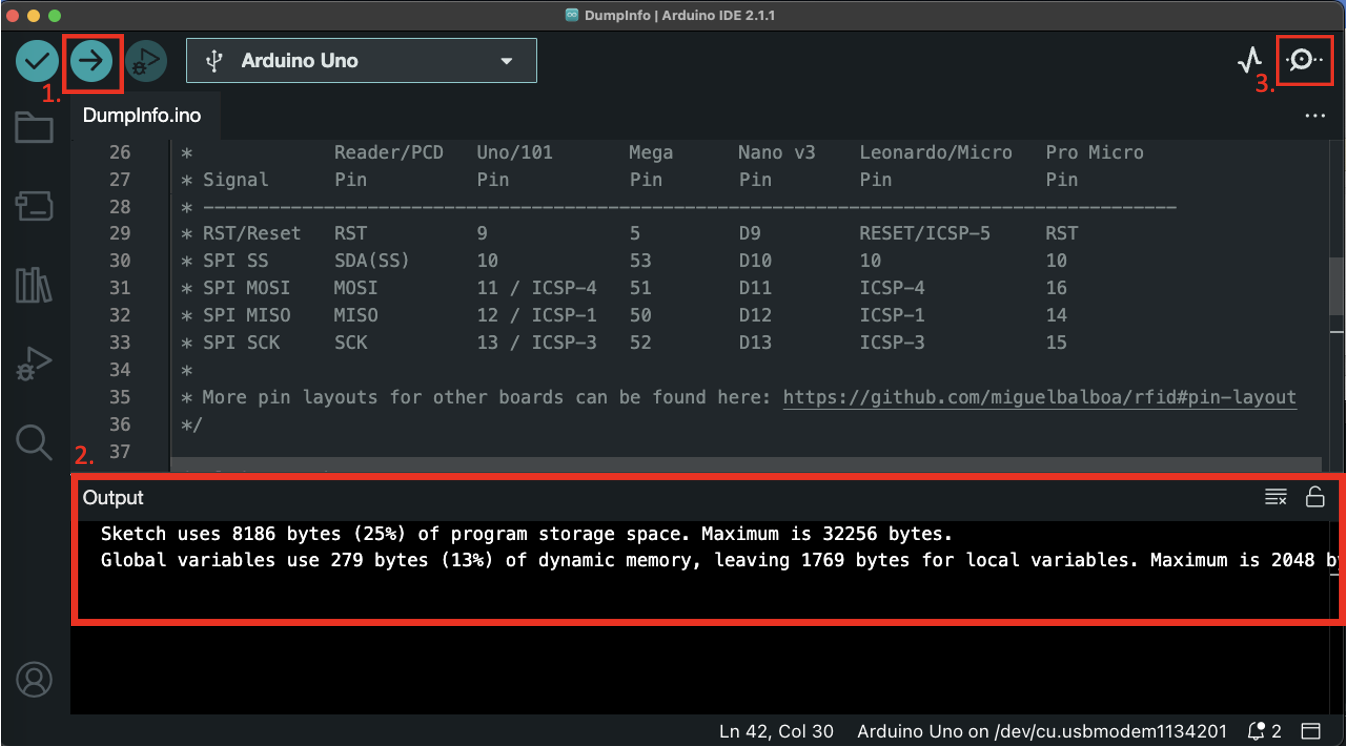 DumpInfo | Arduino IDE 2.1.1
Arduino Uno
1.
3.
DumpInfo.ino
26 * Reader/PCD Uno/101 Mega Nano v3 Leonardo/Micro Pro Micro
27 * Signal Pin Pin Pin Pin Pin Pin
28 * -----------------------------------------------------------------------------------------
29 * RST/Reset RST 9 5 D9 RESET/ICSP-5 RST
30 * SPI SS SDA(SS) 10 53 D10 10 10
31 * SPI MOSI MOSI 11 / ICSP-4 51 D11 ICSP-4 16
32 * SPI MISO MISO 12 / ICSP-1 50 D12 ICSP-1 14
33 * SPI SCK SCK 13 / ICSP-3 52 D13 ICSP-3 15
34 *
35 * More pin layouts for other boards can be found here: https://github.com/miguelbalboa/rfid#pin-layout
36 */
37
2.
Output
Sketch uses 8186 bytes (25%) of program storage space. Maximum is 32256 bytes.
Global variables use 279 bytes (13%) of dynamic memory, leaving 1769 bytes for local variables. Maximum is 2048 b
Ln 42, Col 30 Arduino Uno on /dev/cu.usbmodem1134201 2